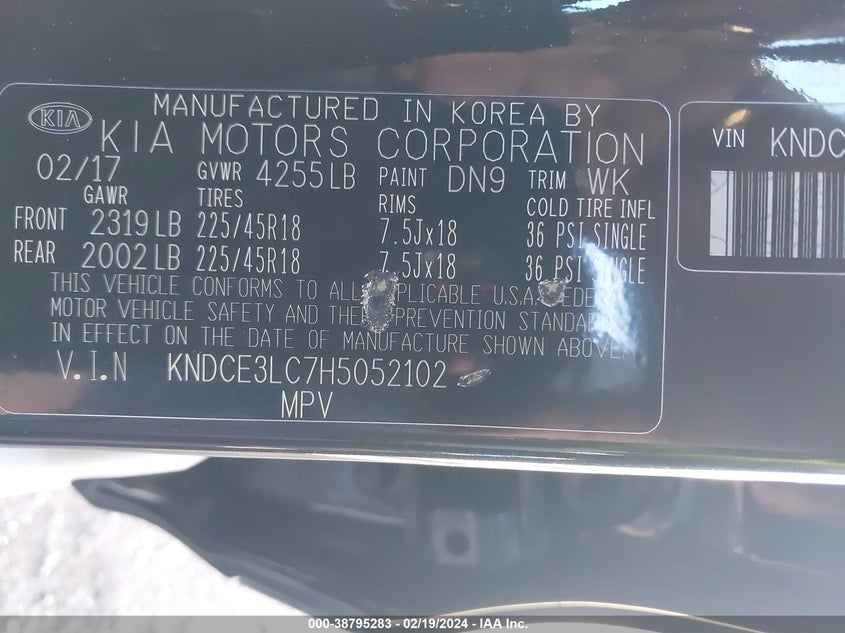 KIA
MANUFACTURED IN KOREA BY
KIA MOTORS CORPORATION
02/17 GVWR 4255LB PAINT DN9 TRIM WK
GAWR TIRES RIMS COLD TIRE INFL
FRONT 2319LB 225/45R18 7.5Jx18 36 PSI SINGLE
REAR 2002LB 225/45R18 7.5Jx18 36 PSI SINGLE
THIS VEHICLE CONFORMS TO ALL U.S.A.
MOTOR VEHICLE SAFETY AND PREVENTION
IN EFFECT ON THE DATE OF MANUFACTURE SHOWN ABOVE.
V.I.N KNDCE3LC7H5052102
MPV
VIN KNDC
000-38795283 - 02/19/2024 - IAA Inc.